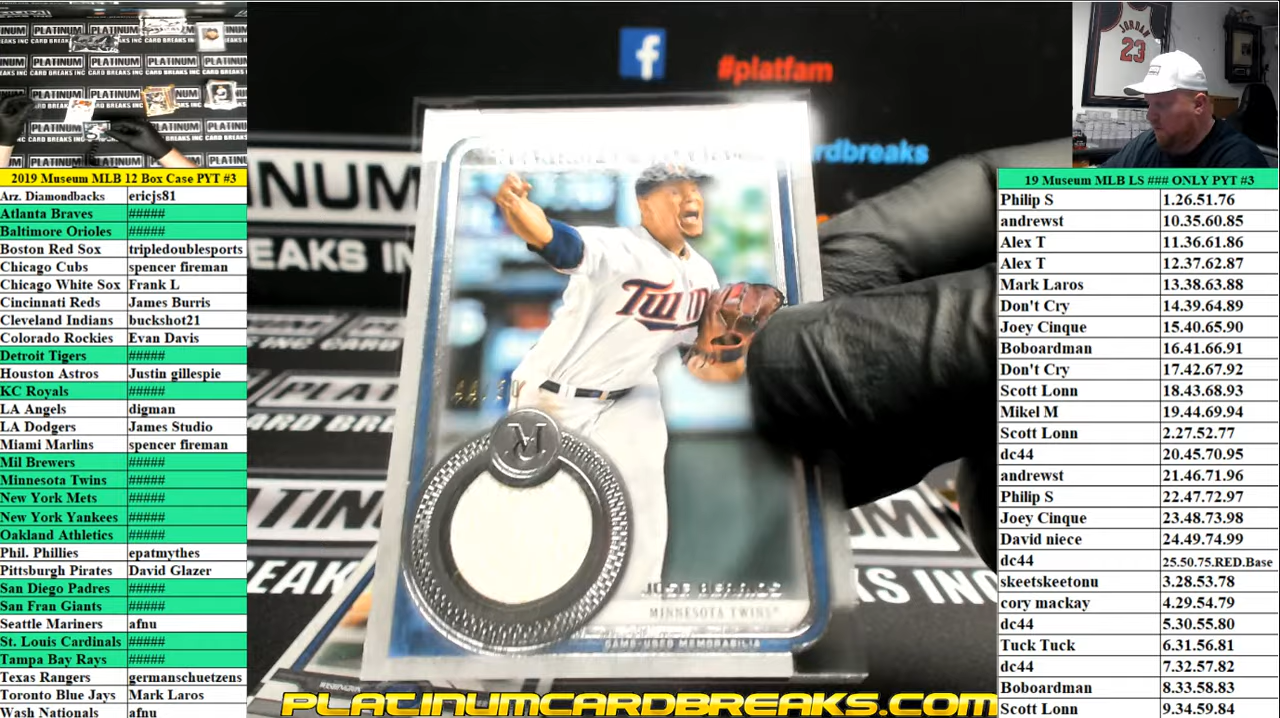 2019 Museum MLB 12 Box Case PYT #3
Arz. Diamondbacks ericjs81
Atlanta Braves #####
Baltimore Orioles #####
Boston Red Sox tripledoublesports
Chicago Cubs spencer fireman
Chicago White Sox Frank L
Cincinnati Reds James Burris
Cleveland Indians buckshot21
Colorado Rockies Evan Davis
Detroit Tigers #####
Houston Astros Justin gillespie
KC Royals #####
LA Angels digman
LA Dodgers James Studio
Miami Marlins spencer fireman
Mil Brewers #####
Minnesota Twins #####
New York Mets #####
New York Yankees #####
Oakland Athletics #####
Phil. Phillies epatmythes
Pittsburgh Pirates David Glazer
San Diego Padres #####
San Fran Giants #####
Seattle Mariners afnu
St. Louis Cardinals #####
Tampa Bay Rays #####
Texas Rangers germanschuetzens
Toronto Blue Jays Mark Laros
Wash Nationals afnu
#platfam
rdbreaks
Twin
M
MINNESOTA TWINS
GAME-USED MEMORABILIA
PLATINUMCARDBREAKS.COM
JORDAN
23
19 Museum MLB LS ### ONLY PYT #3
Philip S 1.26.51.76
andrewst 10.35.60.85
Alex T 11.36.61.86
Alex T 12.37.62.87
Mark Laros 13.38.63.88
Don't Cry 14.39.64.89
Joey Cinque 15.40.65.90
Boboardman 16.41.66.91
Don't Cry 17.42.67.92
Scott Lonn 18.43.68.93
Mikel M 19.44.69.94
Scott Lonn 2.27.52.77
dc44 20.45.70.95
andrewst 21.46.71.96
Philip S 22.47.72.97
Joey Cinque 23.48.73.98
David niece 24.49.74.99
dc44 25.50.75.RED.Base
skeetskeetonu 3.28.53.78
cory mackay 4.29.54.79
dc44 5.30.55.80
Tuck Tuck 6.31.56.81
dc44 7.32.57.82
Boboardman 8.33.58.83
Scott Lonn 9.34.59.84